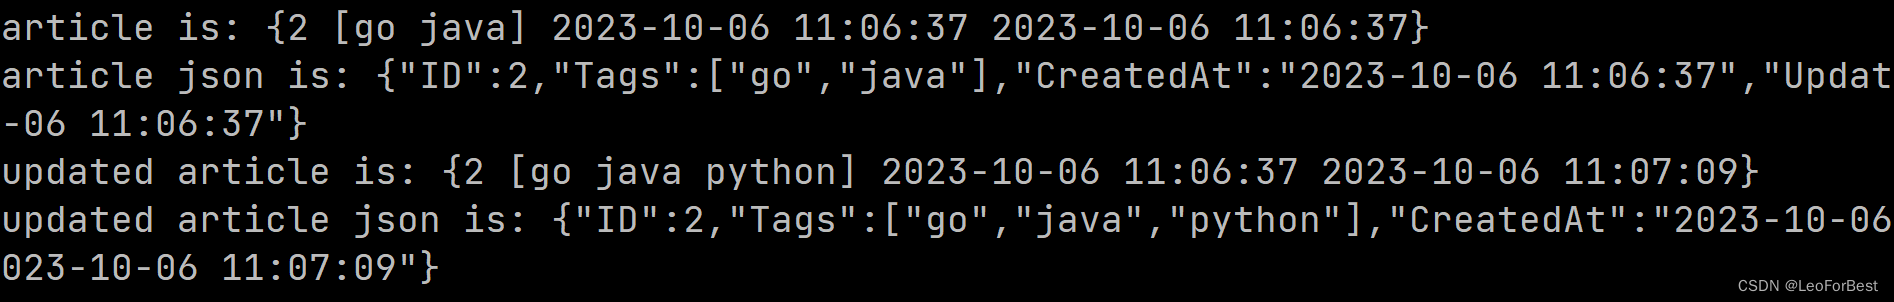 article is: {2 [go java] 2023-10-06 11:06:37 2023-10-06 11:06:37}
article json is: {"ID":2,"Tags":["go","java"],"CreatedAt":"2023-10-06 11:06:37","Updat
-06 11:06:37"}
updated article is: {2 [go java python] 2023-10-06 11:06:37 2023-10-06 11:07:09}
updated article json is: {"ID":2,"Tags":["go","java","python"],"CreatedAt":"2023-10-06
023-10-06 11:07:09"}
CSDN @LeoForBest